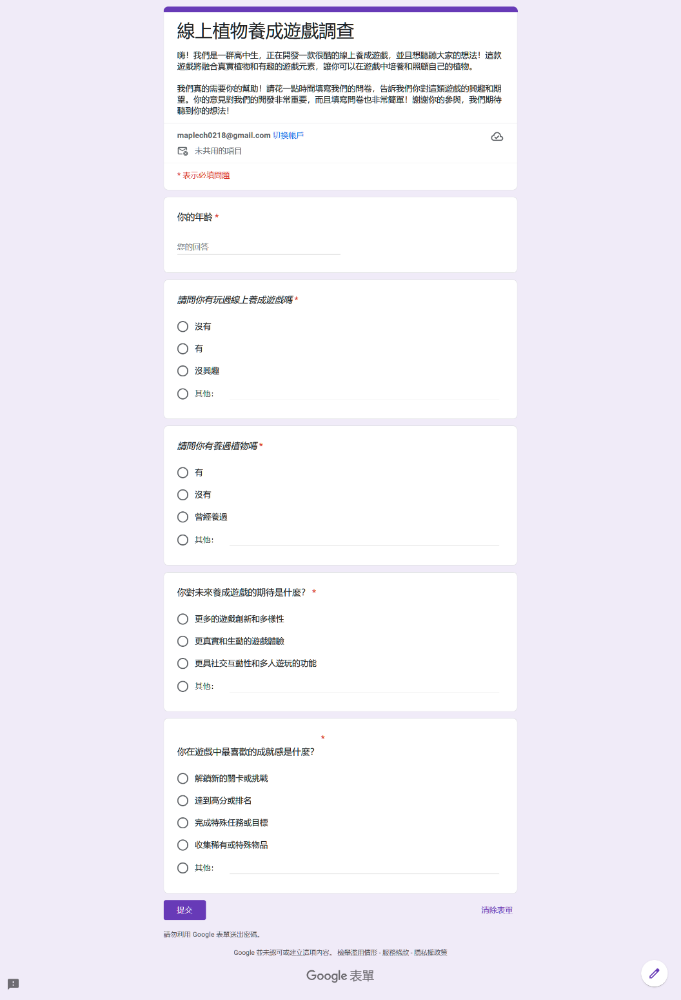 線上植物養成遊戲調查
嗨！我們是一群高中生，正在開發一款很酷的線上養成遊戲，並且想聽聽大家的想法！這款
遊戲將融合真實植物和有趣的遊戲元素，讓你可以在遊戲中培養和照顧自己的植物。
我們真的需要你的幫助！請花一點時間填寫我們的問卷，告訴我們你對這類遊戲的興趣和期
望。你的意見對我們的開發非常重要，而且填寫問卷也非常簡單！謝謝你的參與，我們期待
聽到你的想法！
maplech0218@gmail.com 切換帳戶
未共用的項目
* 表示必填問題
你的年齡 *
您的回答
請問你有玩過線上養成遊戲嗎 *
沒有
有
沒興趣
其他：
請問你有養過植物嗎 *
有
沒有
曾經養過
其他：
你對未來養成遊戲的期待是什麼？ *
更多的遊戲創新和多樣性
更真實和生動的遊戲體驗
更具社交互動性和多人遊玩的功能
其他：
*
你在遊戲中最喜歡的成就感是什麼？
解鎖新的關卡或挑戰
達到高分或排名
完成特殊任務或目標
收集稀有或特殊物品
其他：
提交 清除表單
請勿利用 Google 表單送出密碼。
Google 並未認可或建立這項內容。 檢舉濫用情形 - 服務條款 - 隱私權政策
Google 表單